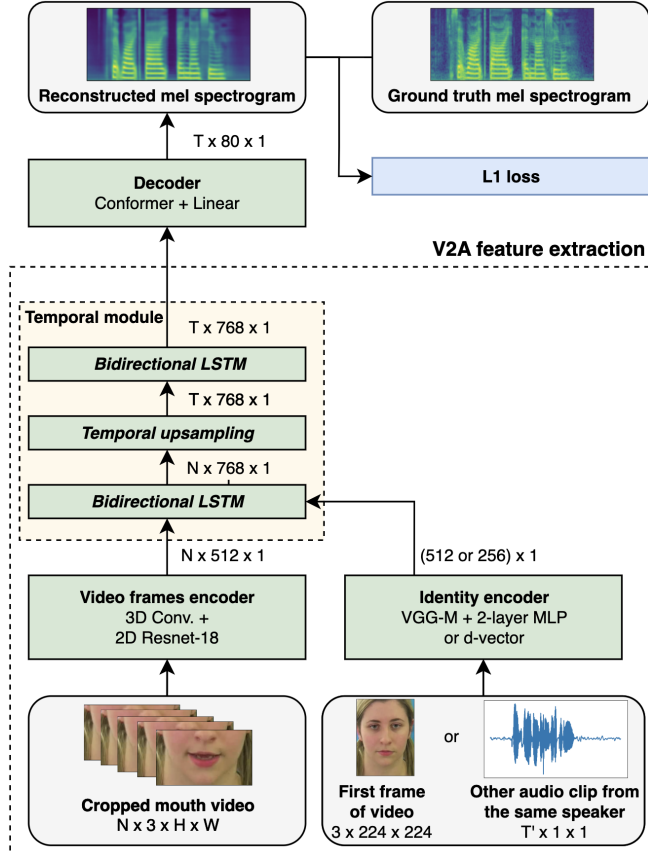 Reconstructed mel spectrogram
Ground truth mel spectrogram
T x 80 x 1
Decoder
Conformer + Linear
L1 loss
V2A feature extraction
Temporal module
T x 768 x 1
Bidirectional LSTM
T x 768 x 1
Temporal upsampling
N x 768 x 1
Bidirectional LSTM
N x 512 x 1
(512 or 256) x 1
Video frames encoder
3D Conv. +
2D Resnet-18
Identity encoder
VGG-M + 2-layer MLP
or d-vector
Cropped mouth video
N x 3 x H x W
or
First frame
of video
3 x 224 x 224
Other audio clip from
the same speaker
T' x 1 x 1